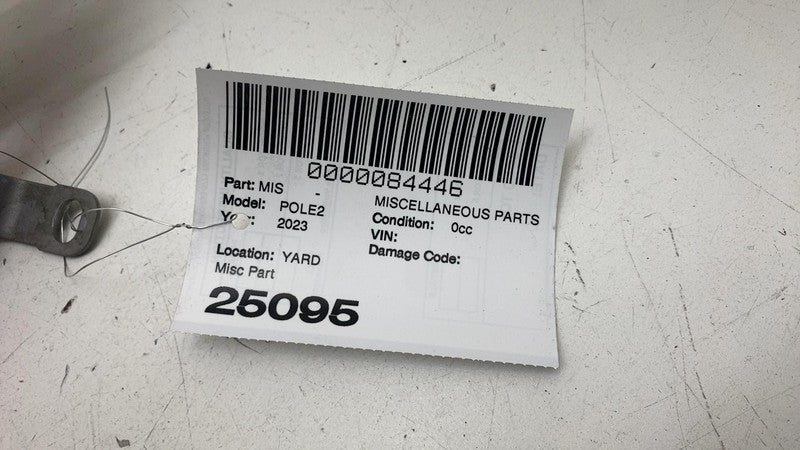 0000084446
Part: MIS - MISCELLANEOUS PARTS
Model: POLE2 Condition: 0cc
2023 VIN:
Location: YARD Damage Code:
Misc Part
25095